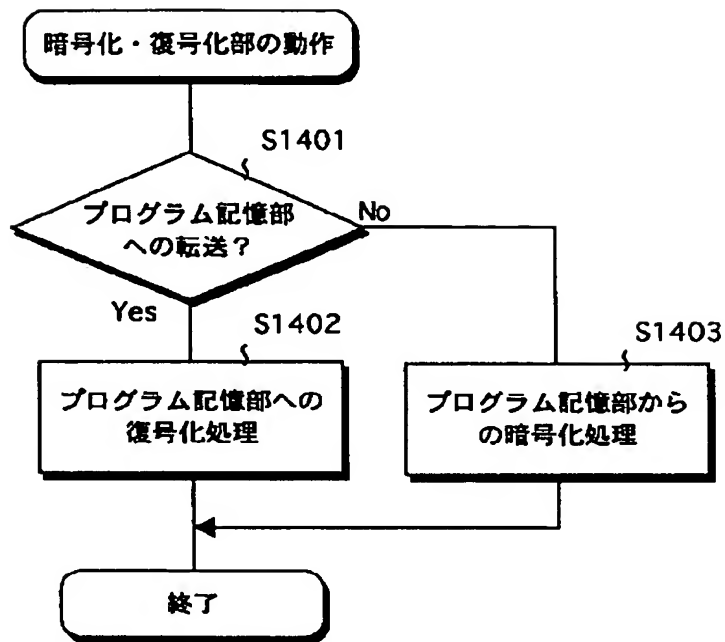 暗号化・復号化部の動作
S1401
プログラム記憶部
への転送？
No
Yes
S1402
S1403
プログラム記憶部への
復号化処理
プログラム記憶部から
の暗号化処理
終了